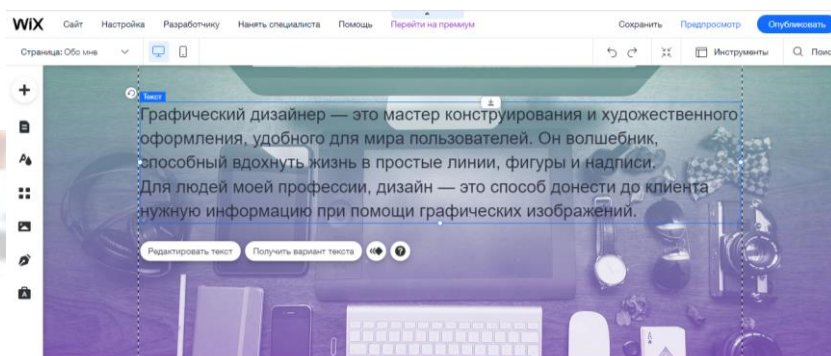 WiX Сайт Настройка Разработчику Нанять специалиста Помощь Перейти на премиум Сохранить Предпросмотр Опубликовать
Страница: Обо мне Инструменты Поис
Текст
Графический дизайнер — это мастер конструирования и художественного
оформления, удобного для мира пользователей. Он волшебник,
способный вдохнуть жизнь в простые линии, фигуры и надписи.
Для людей моей профессии, дизайн — это способ донести до клиента
нужную информацию при помощи графических изображений.
Редактировать текст Получить вариант текста ?